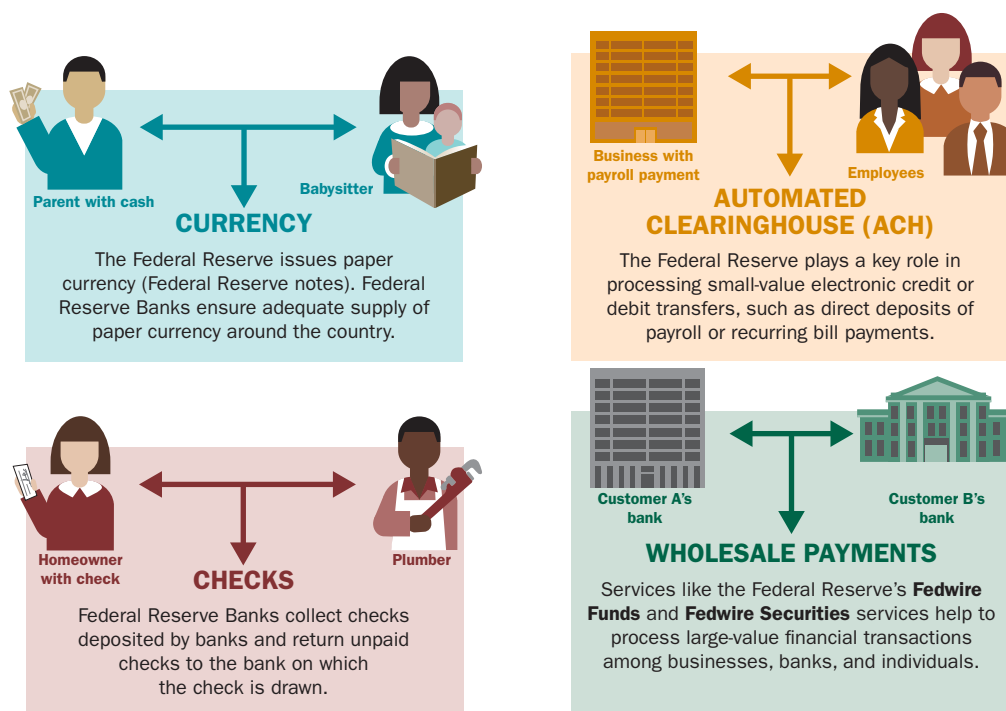 Parent with cash
Babysitter
CURRENCY
The Federal Reserve issues paper
currency (Federal Reserve notes). Federal
Reserve Banks ensure adequate supply of
paper currency around the country.
Business with
payroll payment
Employees
AUTOMATED
CLEARINGHOUSE (ACH)
The Federal Reserve plays a key role in
processing small-value electronic credit or
debit transfers, such as direct deposits of
payroll or recurring bill payments.
Homeowner
with check
Plumber
CHECKS
Federal Reserve Banks collect checks
deposited by banks and return unpaid
checks to the bank on which
the check is drawn.
Customer A's
bank
Customer B's
bank
WHOLESALE PAYMENTS
Services like the Federal Reserve's Fedwire
Funds and Fedwire Securities services help to
process large-value financial transactions
among businesses, banks, and individuals.